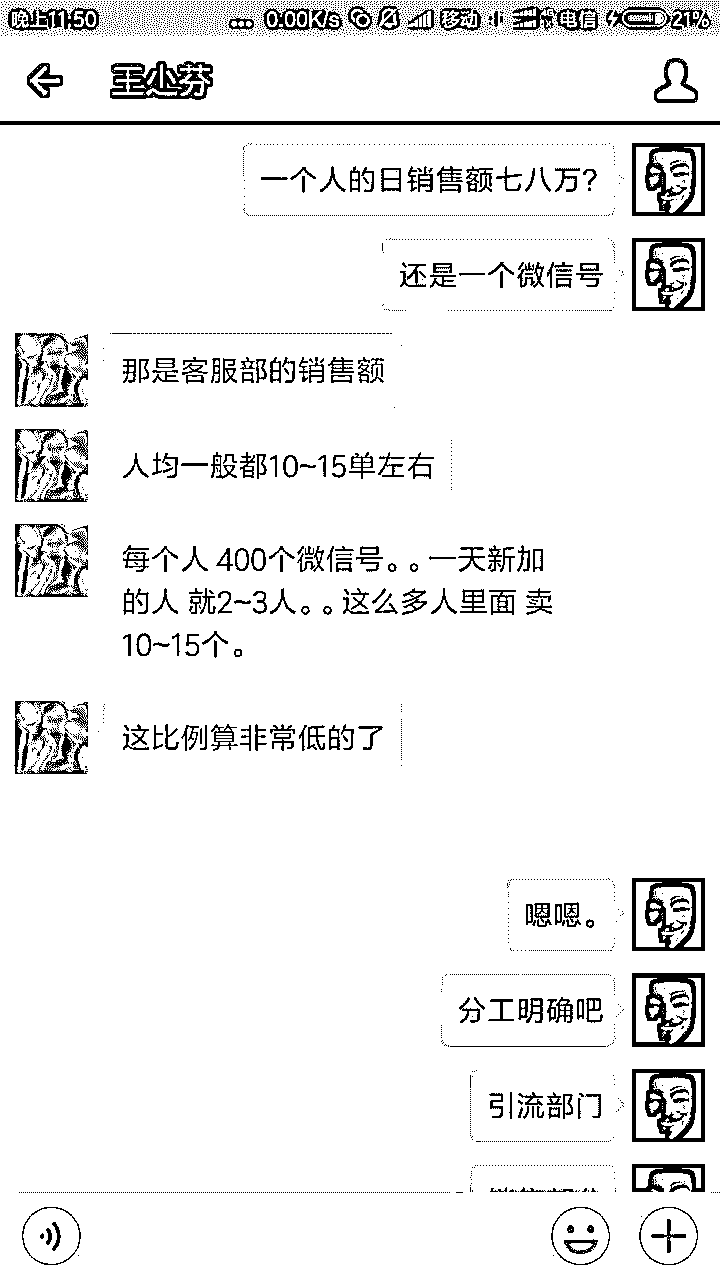 晚上11:50
... 0.00K/s 移动 电信 21%
王小芬
一个人的日销售额七八万?
还是一个微信号
那是客服部的销售额
人均一般都10~15单左右
每个人 400个微信号。。一天新加
的人 就2~3人。。这么多人里面 卖
10~15个。
这比例算非常低的了
嗯嗯。
分工明确吧
引流部门